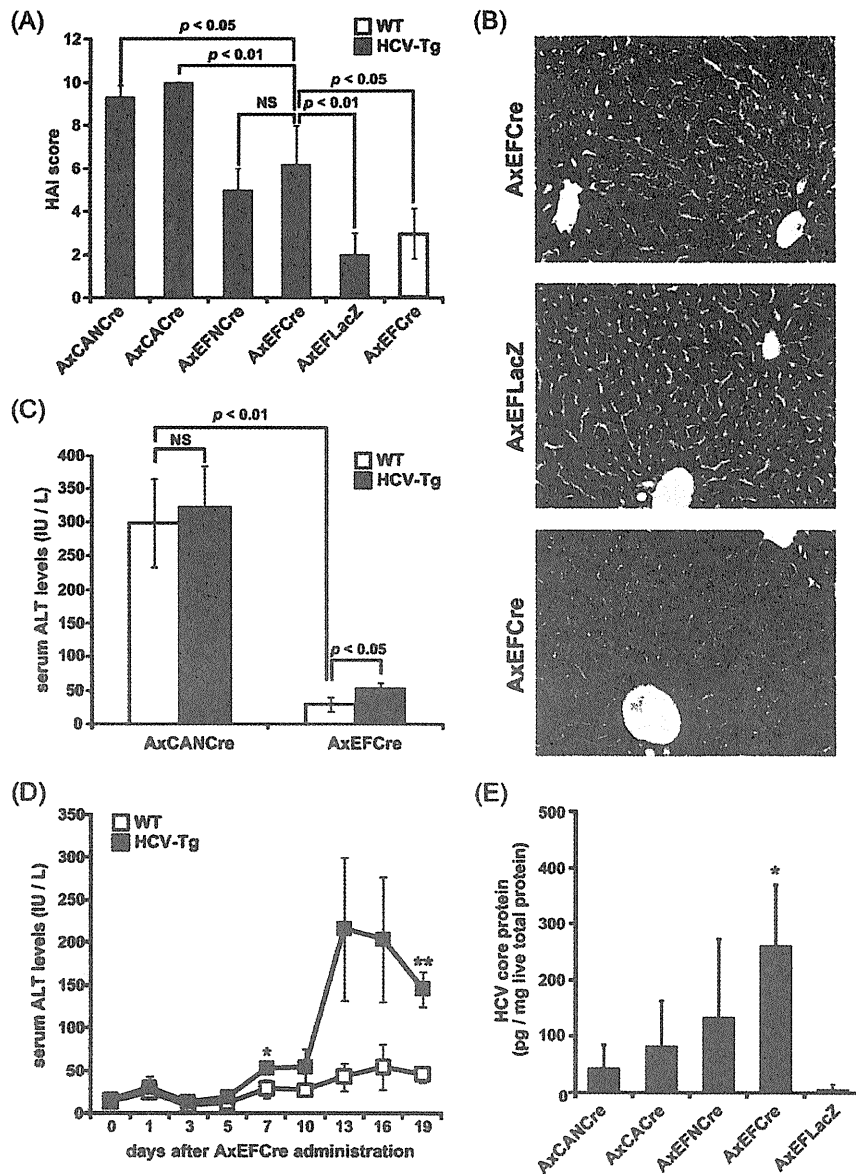 (A)
WT
HCV-Tg
p < 0.05
p < 0.01
p < 0.05
NS
p < 0.01
HAI score
12
10
8
6
4
2
0
AxCANCre
AxCACre
AxEFNCre
AxEFCre
AxEFLacZ
AxEFCre
(B)
AxEFCre
AxEFLacZ
AxEFCre
(C)
p < 0.01
NS
WT
HCV-Tg
p < 0.05
serum ALT levels (IU / L)
400
350
300
250
200
150
100
50
0
AxCANCre
AxEFCre
(D)
WT
HCV-Tg
serum ALT levels (IU / L)
350
300
250
200
150
100
50
0
*
**
0 1 3 5 7 10 13 16 19
days after AxEFCre administration
(E)
HCV core protein
(pg / mg live total protein)
500
400
300
200
100
0
*
AxCANCre
AxCACre
AxEFNCre
AxEFCre
AxEFLacZ